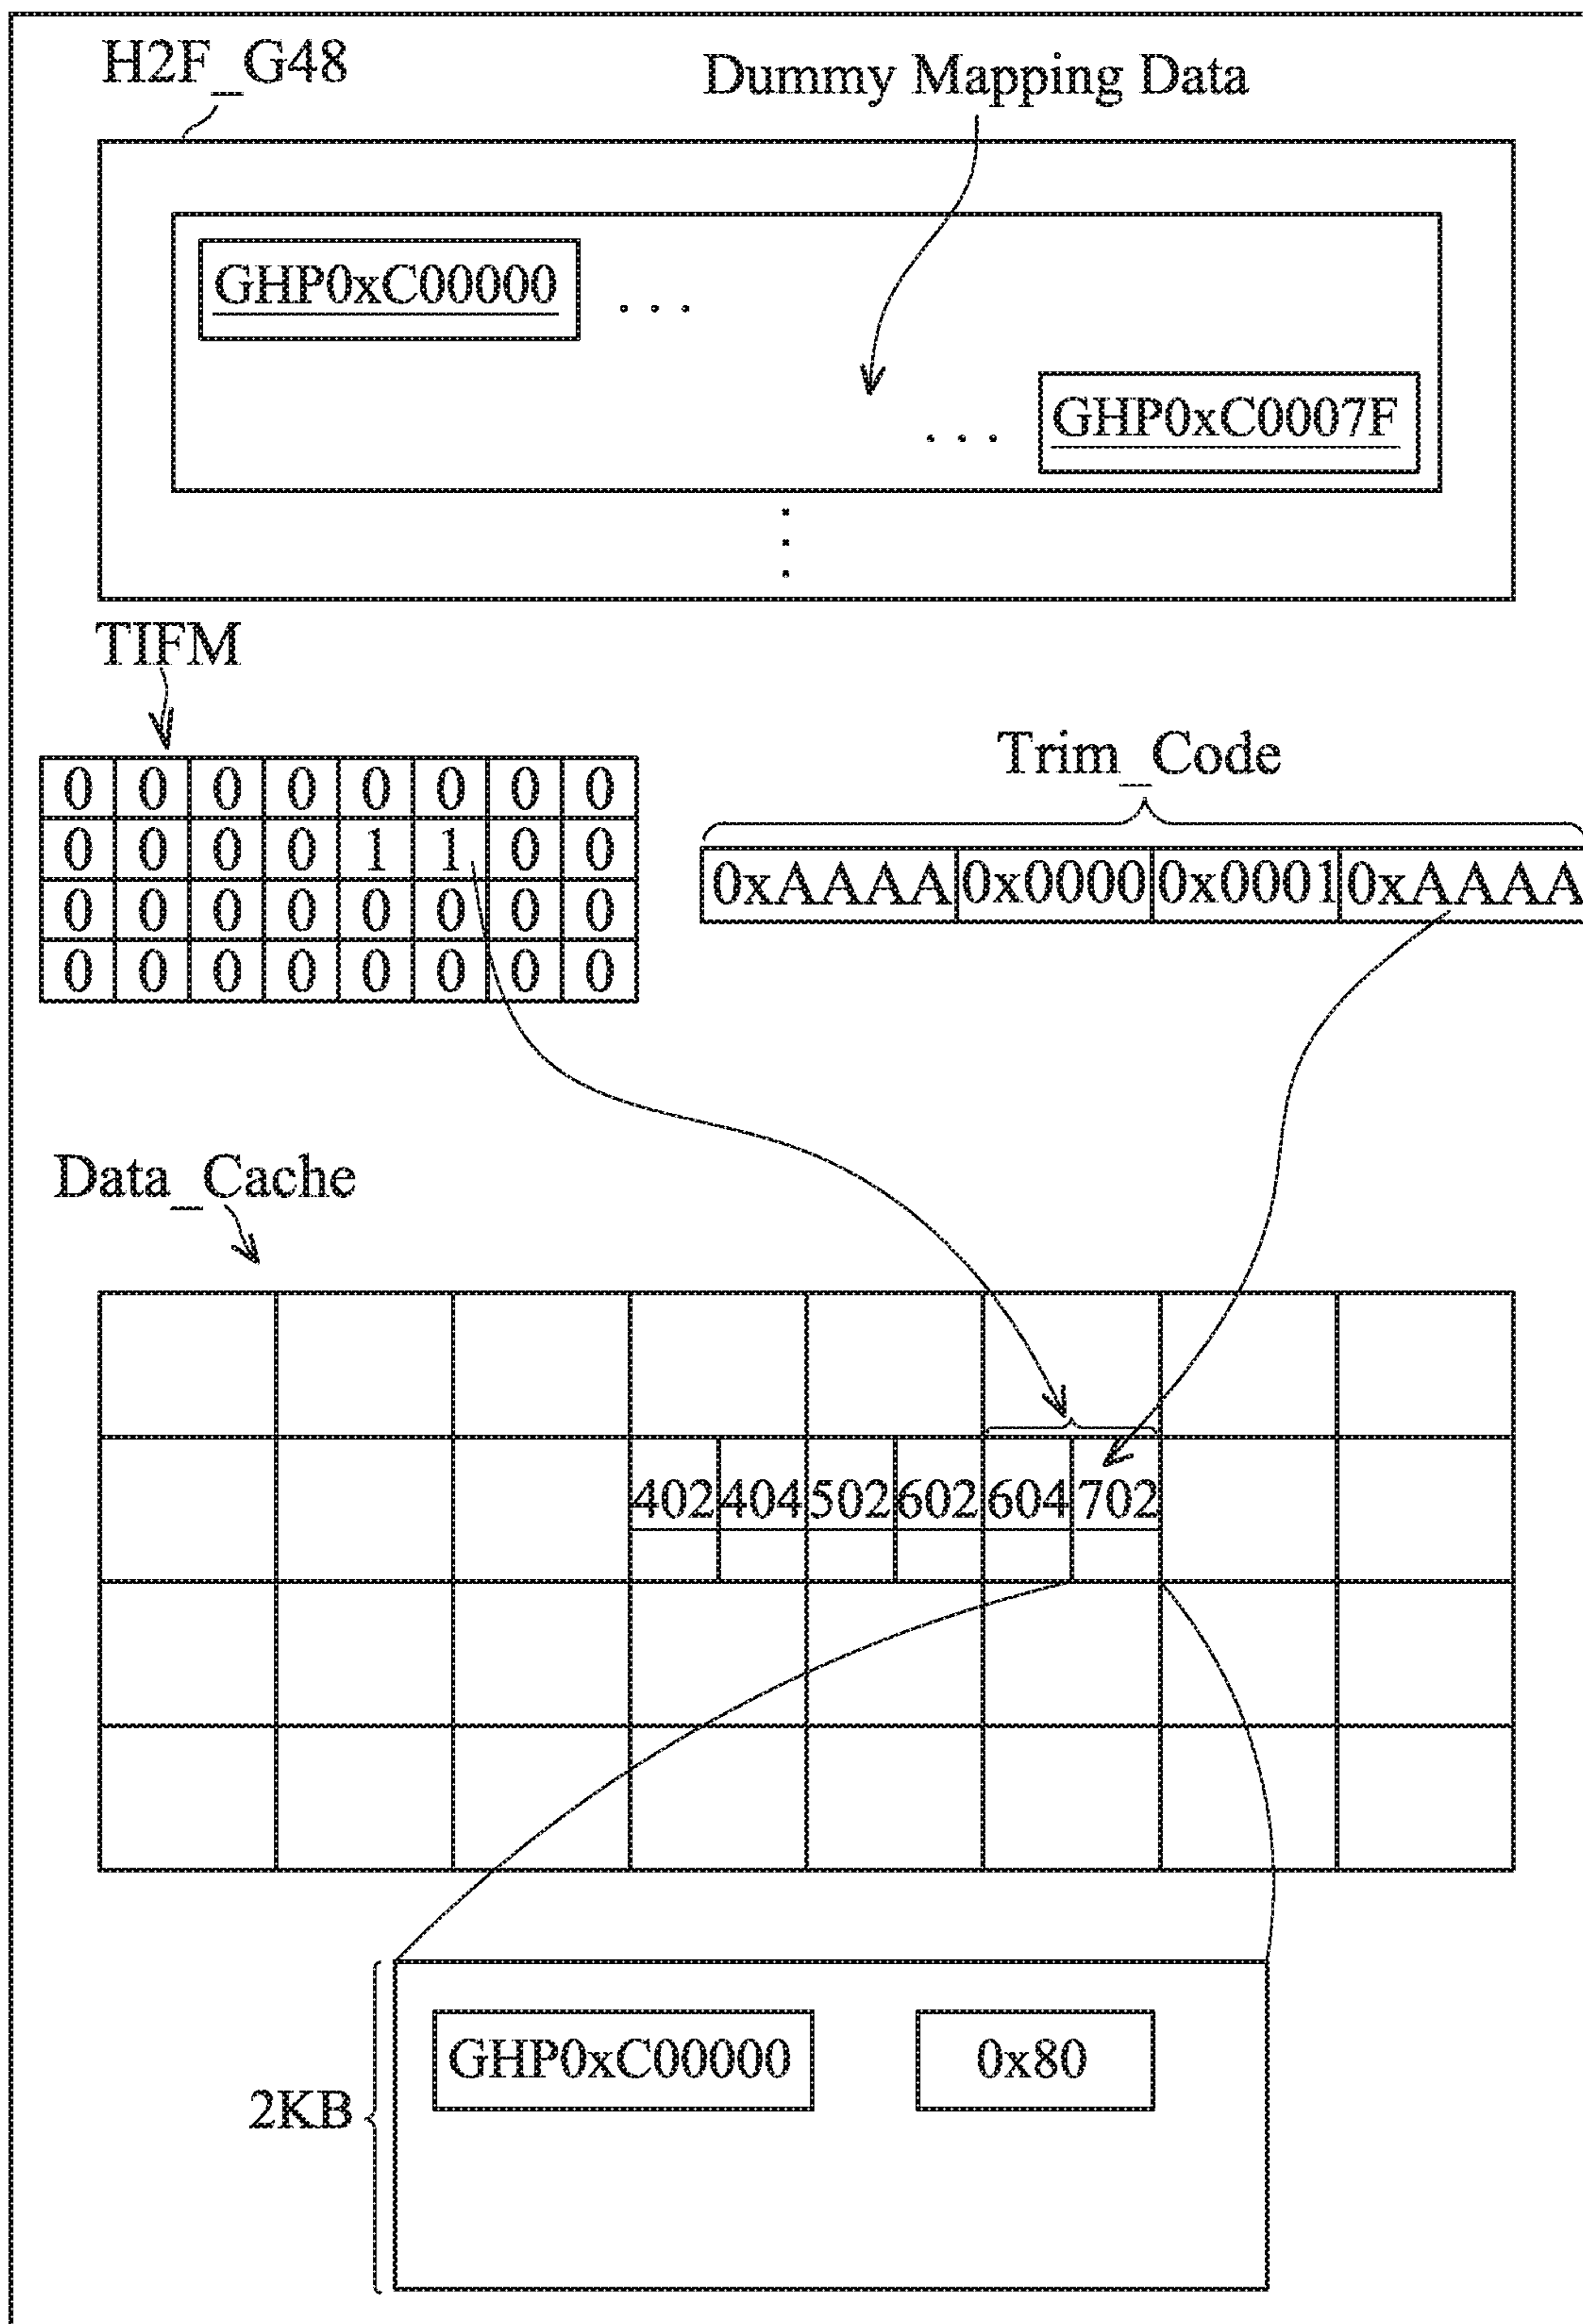 H2F_G48
Dummy Mapping Data
GHP0xC00000 . . .
. . . GHP0xC0007F
TIFM
0 0 0 0 0 0 0 0
0 0 0 0 1 1 0 0
0 0 0 0 0 0 0 0
0 0 0 0 0 0 0 0
Trim_Code
0xAAAA 0x0000 0x0001 0xAAAA
Data_Cache
402 404 502 602 604 702
GHP0xC00000 0x80
2KB